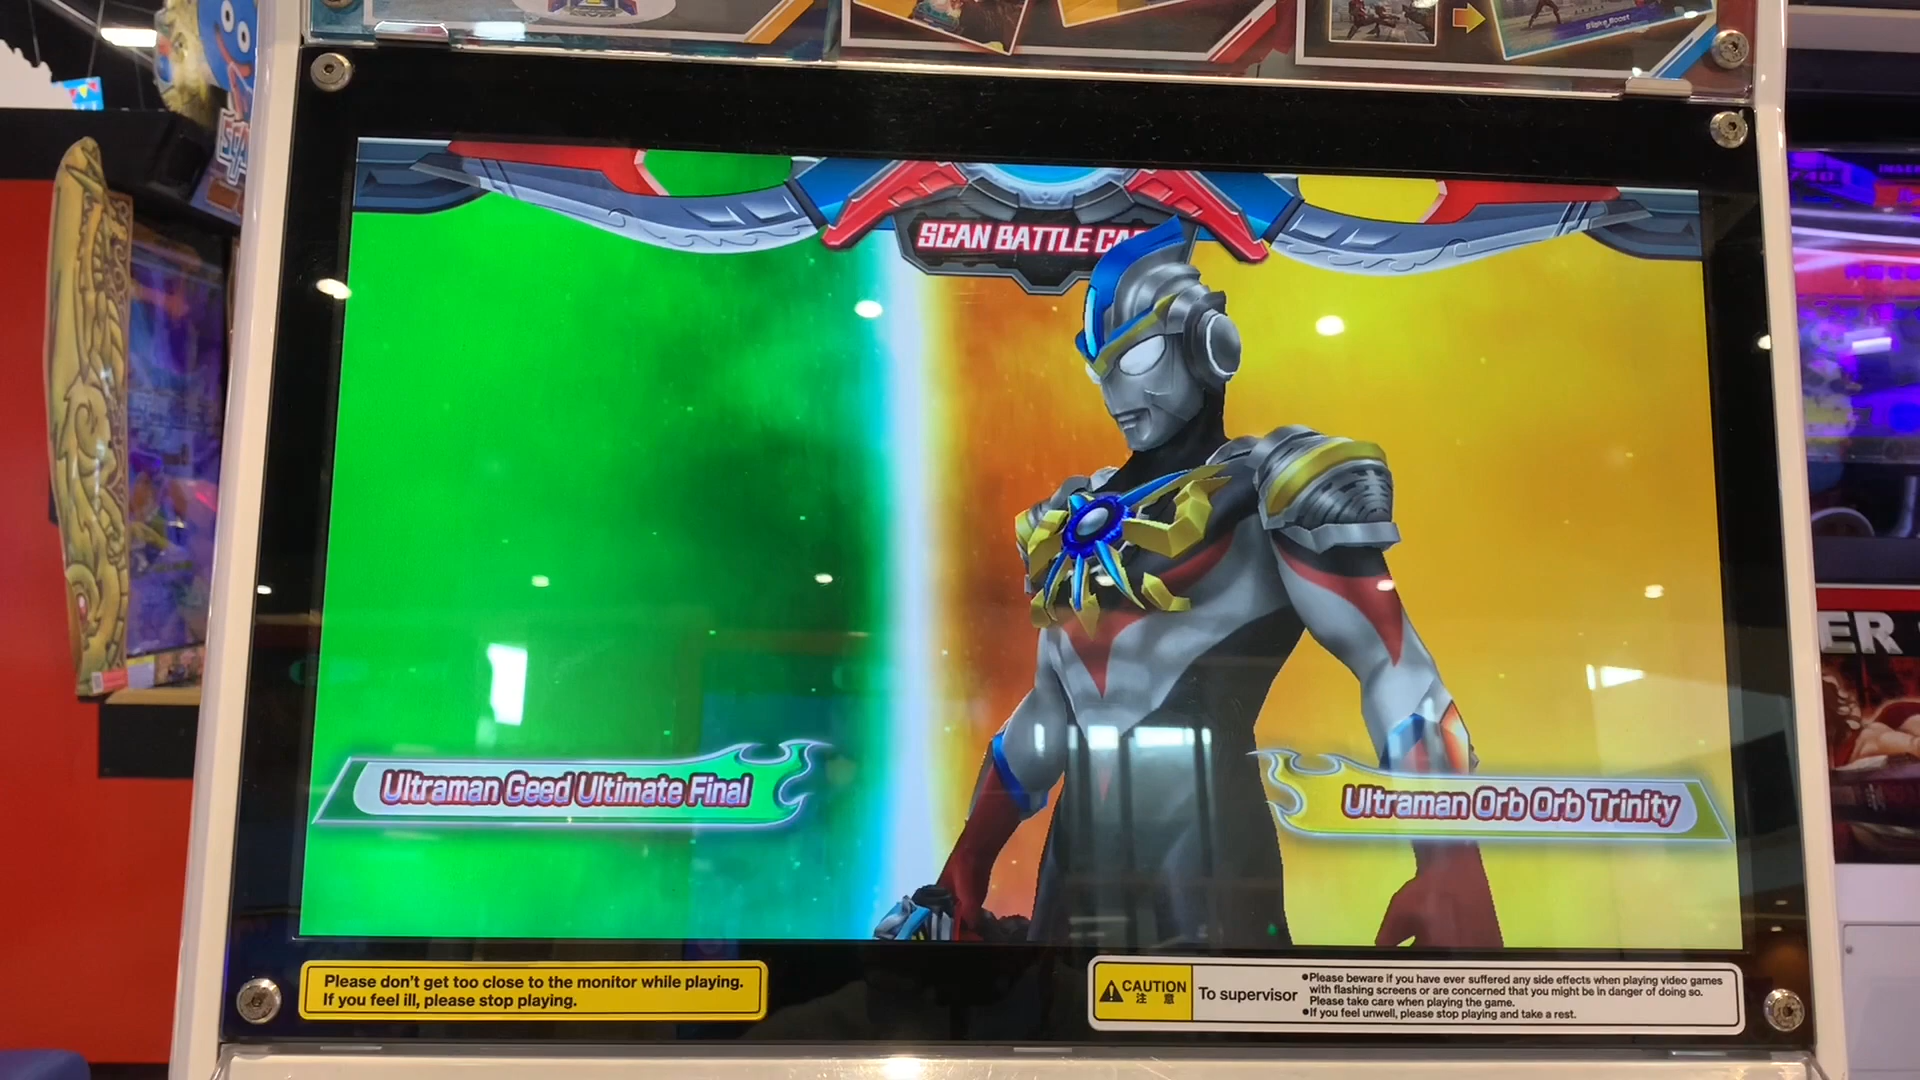 SCAN BATTLE
Ultraman Geed Ultimate Final
Ultraman Orb Orb Trinity
Please don't get too close to the monitor while playing.
If you feel ill, please stop playing.
CAUTION
注 意
To supervisor
•Please beware if you have ever suffered any side effects when playing video games
with flashing screens or are concerned that you might be in danger of doing so.
Please take care when playing the game.
•If you feel unwell, please stop playing and take a rest.
ER